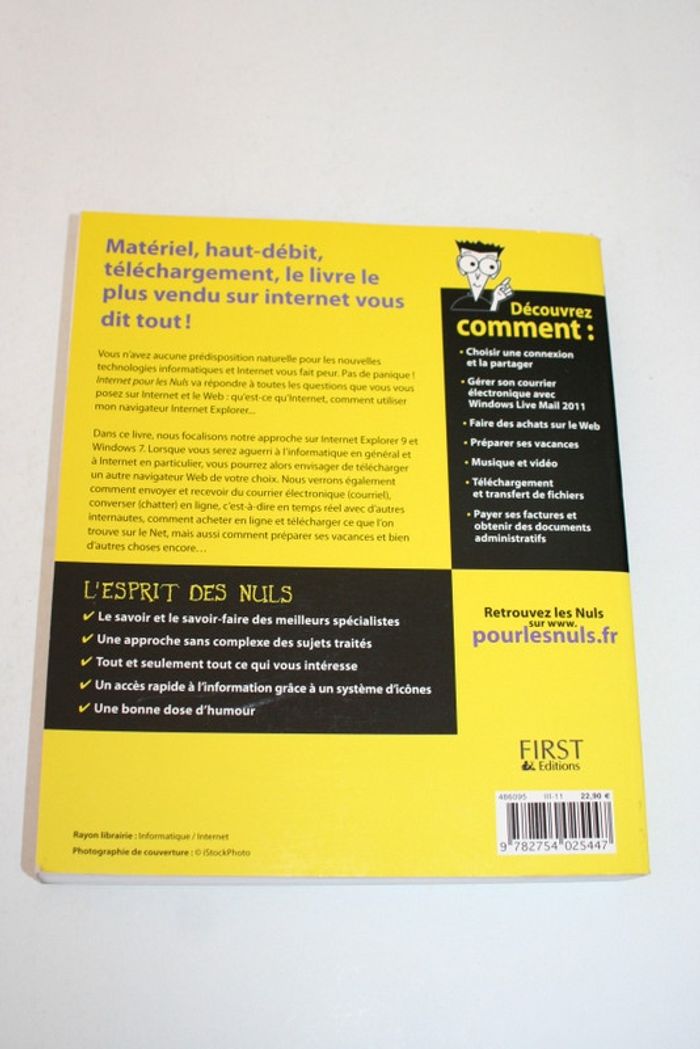 Matériel, haut-débit,
téléchargement, le livre le
plus vendu sur internet vous
dit tout !
Vous n'avez aucune prédisposition naturelle pour les nouvelles
technologies informatiques et Internet vous fait peur. Pas de panique !
Internet pour les Nuls va répondre à toutes les questions que vous vous
posez sur Internet et le Web : qu'est-ce qu'Internet, comment utiliser
mon navigateur Internet Explorer...
Dans ce livre, nous focalisons notre approche sur Internet Explorer 9 et
Windows 7. Lorsque vous serez aguerri à l'informatique en général et
à Internet en particulier, vous pourrez alors envisager de télécharger
un autre navigateur Web de votre choix. Nous verrons également
comment envoyer et recevoir du courrier électronique (courriel),
converser (chatter) en ligne, c'est-à-dire en temps réel avec d'autres
internautes, comment acheter en ligne et télécharger ce que l'on
trouve sur le Net, mais aussi comment préparer ses vacances et bien
d'autres choses encore…
Découvrez
comment :
• Choisir une connexion
et la partager
• Gérer son courrier
électronique avec
Windows Live Mail 2011
• Faire des achats sur le Web
• Préparer ses vacances
• Musique et vidéo
• Téléchargement
et transfert de fichiers
• Payer ses factures et
obtenir des documents
administratifs
L'ESPRIT DES NULS
✔ Le savoir et le savoir-faire des meilleurs spécialistes
✔ Une approche sans complexe des sujets traités
✔ Tout et seulement tout ce qui vous intéresse
✔ Un accès rapide à l'information grâce à un système d'icônes
✔ Une bonne dose d'humour
Retrouvez les Nuls
sur www.
pourlesnuls.fr
FIRST
Editions
486095 III-11 22,90 €
9 782754 025447
Rayon librairie : Informatique / Internet
Photographie de couverture : © iStockPhoto